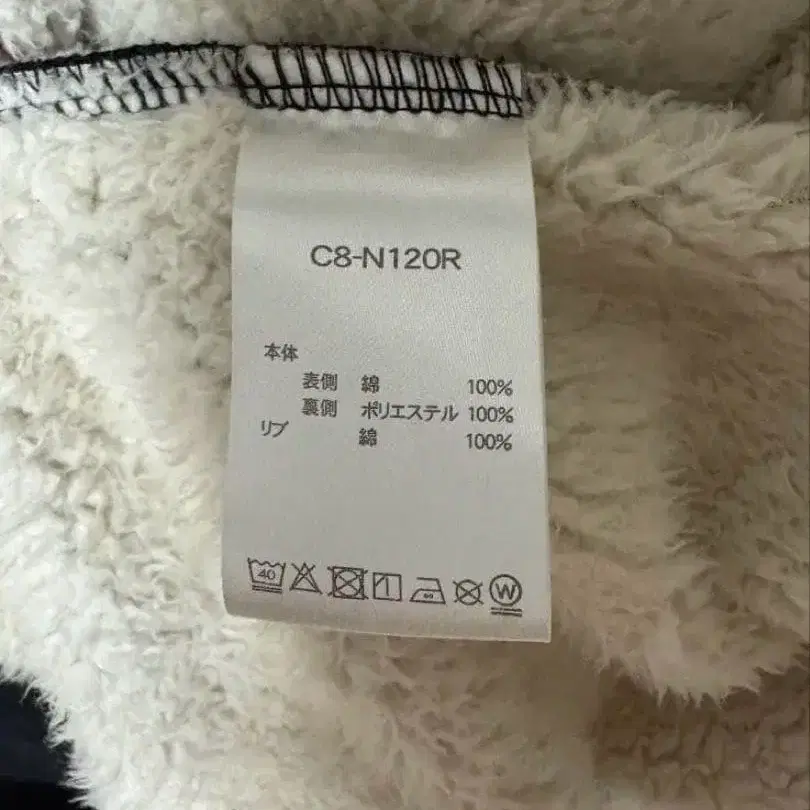 C8-N120R
本体
表側 綿 100%
裏側 ポリエステル 100%
リブ 綿 100%
40 W